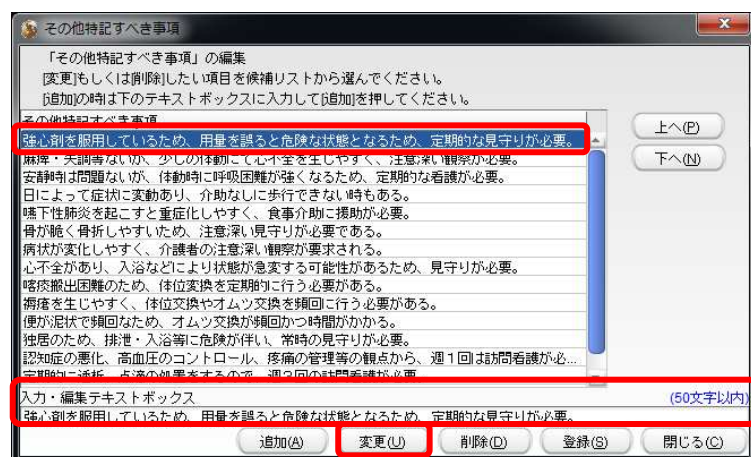 その他特記すべき事項
「その他特記すべき事項」の編集
[変更]もしくは[削除]したい項目を候補リストから選んでください。
[追加]の時は下のテキストボックスに入力して[追加]を押してください。
その他特記すべき事項
強心剤を服用しているため、用量を誤ると危険な状態となるため、定期的な見守りが必要。
麻痺・失調等ないが、少しの体動にて心不全を生じやすく、注意深い観察が必要。
安静時は問題ないが、体動時に呼吸困難が強くなるため、定期的な看護が必要。
日によって症状に変動あり、介助なしに歩行できない時もある。
嚥下性肺炎を起こすと重症化しやすく、食事介助に援助が必要。
骨が脆く骨折しやすいため、注意深い見守りが必要である。
病状が変化しやすく、介護者の注意深い観察が要求される。
心不全があり、入浴などにより状態が急変する可能性があるため、見守りが必要。
喀痰搬出困難のため、体位変換を定期的に行う必要がある。
褥瘡を生じやすく、体位交換やオムツ交換を頻回に行う必要がある。
便が泥状で頻回なため、オムツ交換が頻回かつ時間がかかる。
独居のため、排泄・入浴等に危険が伴い、常時の見守りが必要。
認知症の悪化、高血圧のコントロール、疼痛の管理等の観点から、週1回は訪問看護が必...
定期的に透析、点滴の処置をするので、週2回の訪問看護が必要
上へ(P)
下へ(N)
入力・編集テキストボックス (50文字以内)
強心剤を服用しているため、用量を誤ると危険な状態となるため、定期的な見守りが必要。
追加(A) 変更(U) 削除(D) 登録(S) 閉じる(C)